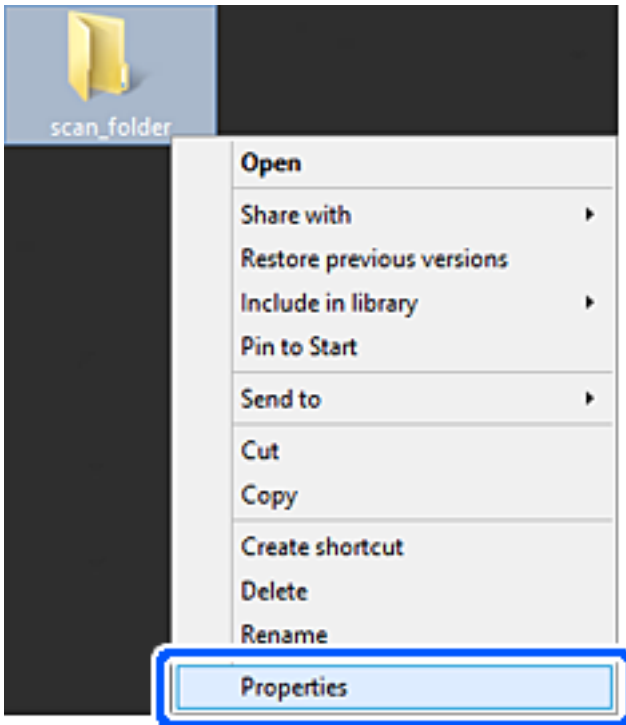 scan_folder
Open
Share with
Restore previous versions
Include in library
Pin to Start
Send to
Cut
Copy
Create shortcut
Delete
Rename
Properties